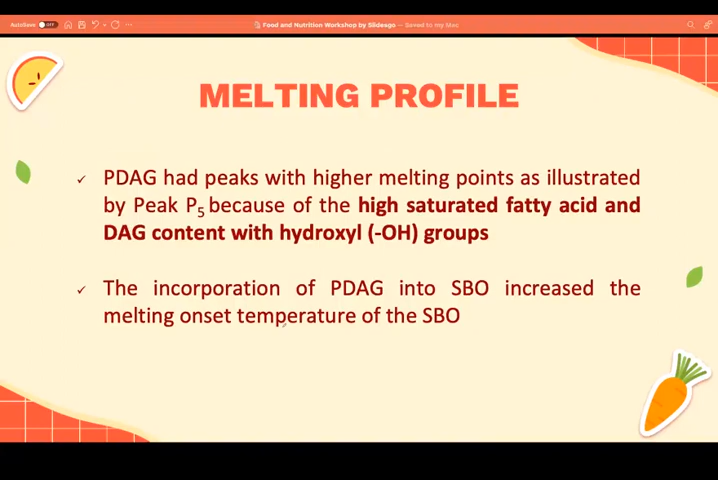 AutoSave OFF
Food and Nutrition Workshop by Slidesgo — Saved to my Mac
MELTING PROFILE
✓ PDAG had peaks with higher melting points as illustrated
by Peak P5 because of the high saturated fatty acid and
DAG content with hydroxyl (-OH) groups
✓ The incorporation of PDAG into SBO increased the
melting onset temperature of the SBO